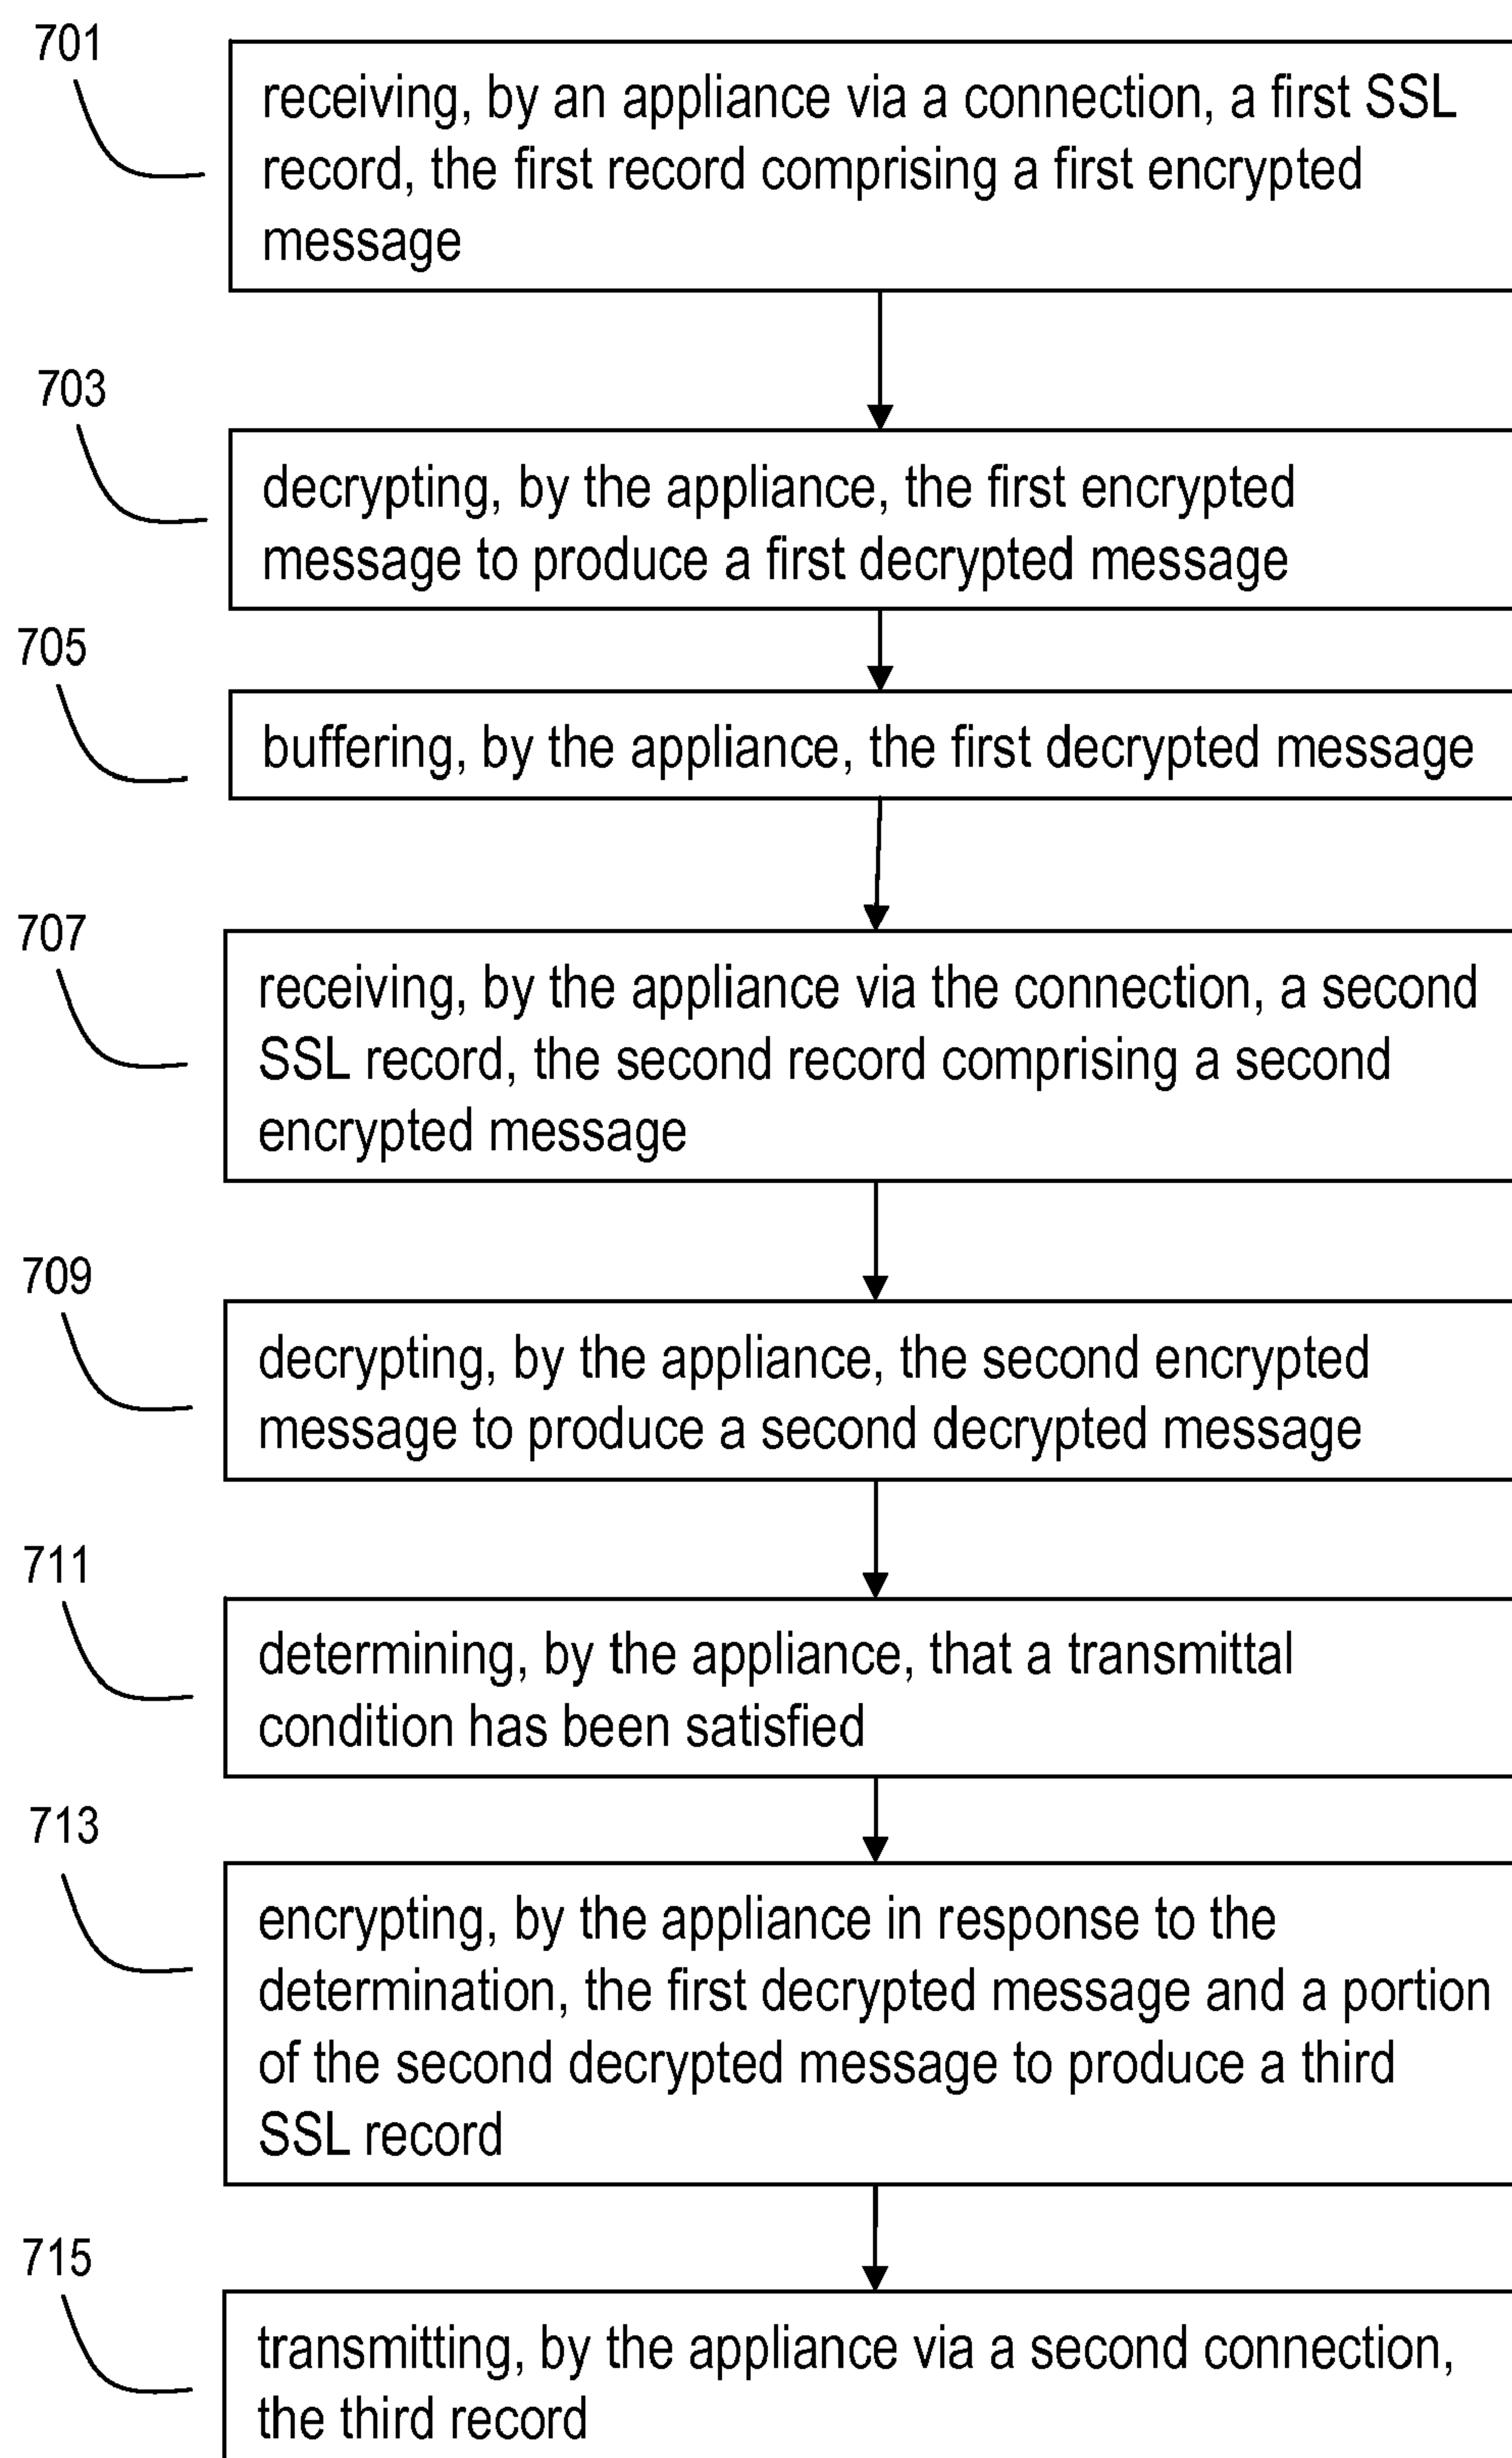 701
receiving, by an appliance via a connection, a first SSL
record, the first record comprising a first encrypted
message
703
decrypting, by the appliance, the first encrypted
message to produce a first decrypted message
705
buffering, by the appliance, the first decrypted message
707
receiving, by the appliance via the connection, a second
SSL record, the second record comprising a second
encrypted message
709
decrypting, by the appliance, the second encrypted
message to produce a second decrypted message
711
determining, by the appliance, that a transmittal
condition has been satisfied
713
encrypting, by the appliance in response to the
determination, the first decrypted message and a portion
of the second decrypted message to produce a third
SSL record
715
transmitting, by the appliance via a second connection,
the third record